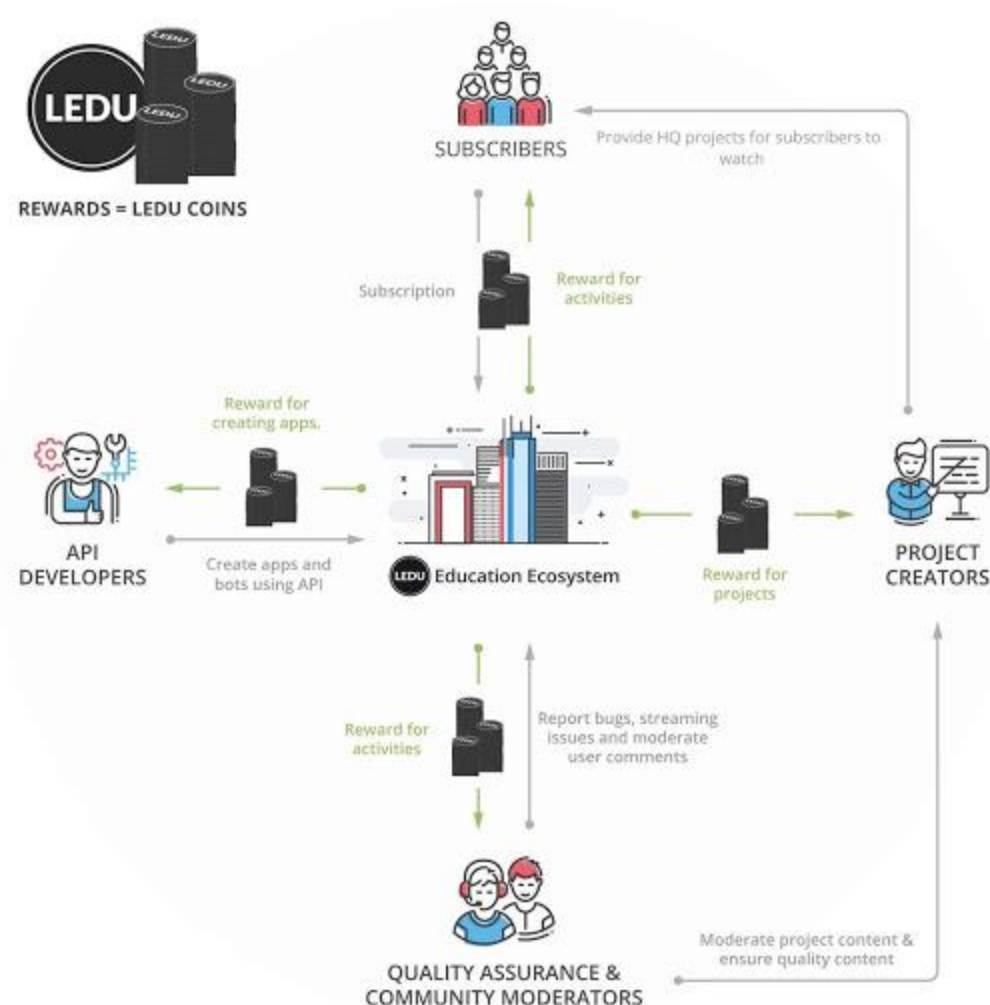 LEDU
LEDU
LEDU
LEDU
REWARDS = LEDU COINS
SUBSCRIBERS
Provide HQ projects for subscribers to
watch
Subscription
Reward for
activities
Reward for
creating apps.
API
DEVELOPERS
Create apps and
bots using API
LEDU Education Ecosystem
Reward for
projects
PROJECT
CREATORS
Reward for
activities
Report bugs, streaming
issues and moderate
user comments
Moderate project content &
ensure quality content
QUALITY ASSURANCE &
COMMUNITY MODERATORS